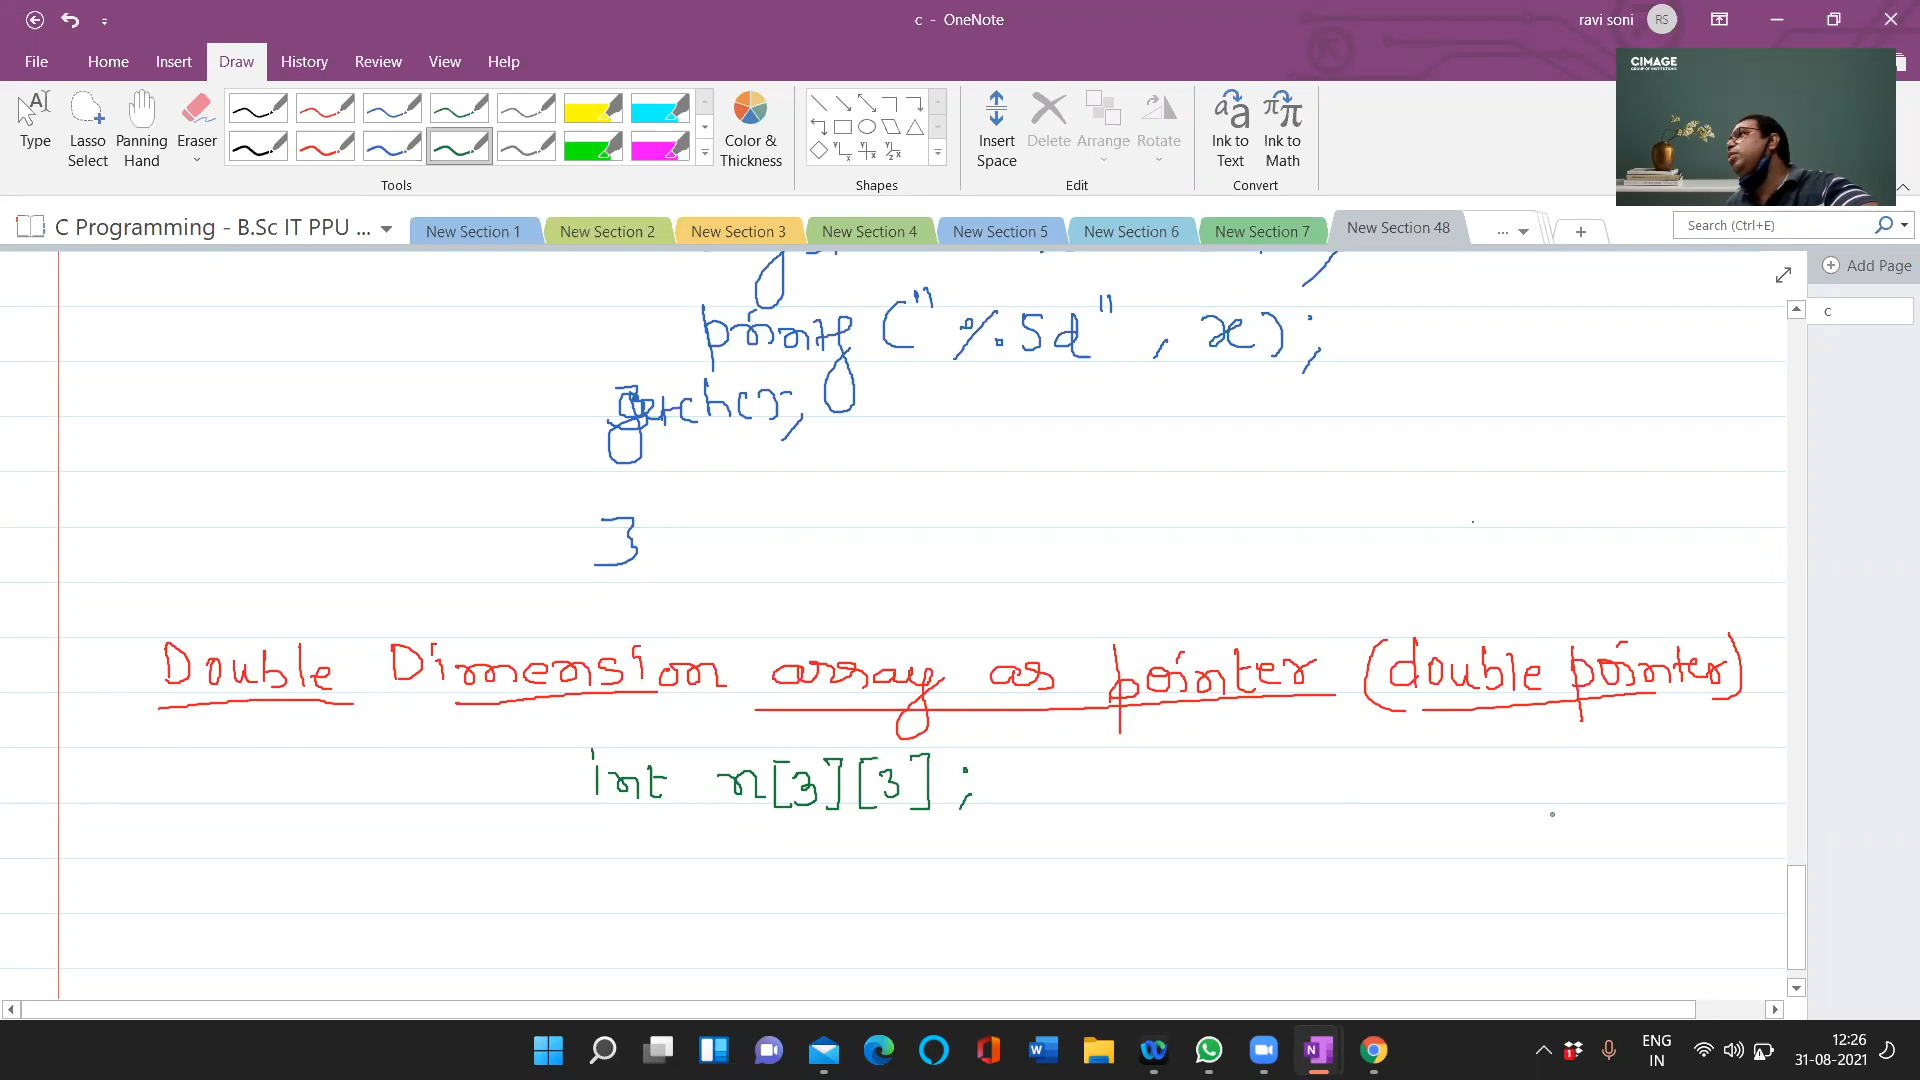 c - OneNote
ravi soni RS
File Home Insert Draw History Review View Help
CIMAGE
GROUP OF INSTITUTIONS
Type Lasso Select Panning Hand Eraser Color & Thickness Insert Space Delete Arrange Rotate Ink to Text Ink to Math
Tools Shapes Edit Convert
C Programming - B.Sc IT PPU ... New Section 1 New Section 2 New Section 3 New Section 4 New Section 5 New Section 6 New Section 7 New Section 48 ... Search (Ctrl+E)
Add Page
c
printf ("%5d", x);
getch();
}
Double Dimension array as pointer (double pointer)
int n[3][3];
ENG 12:26
IN 31-08-2021